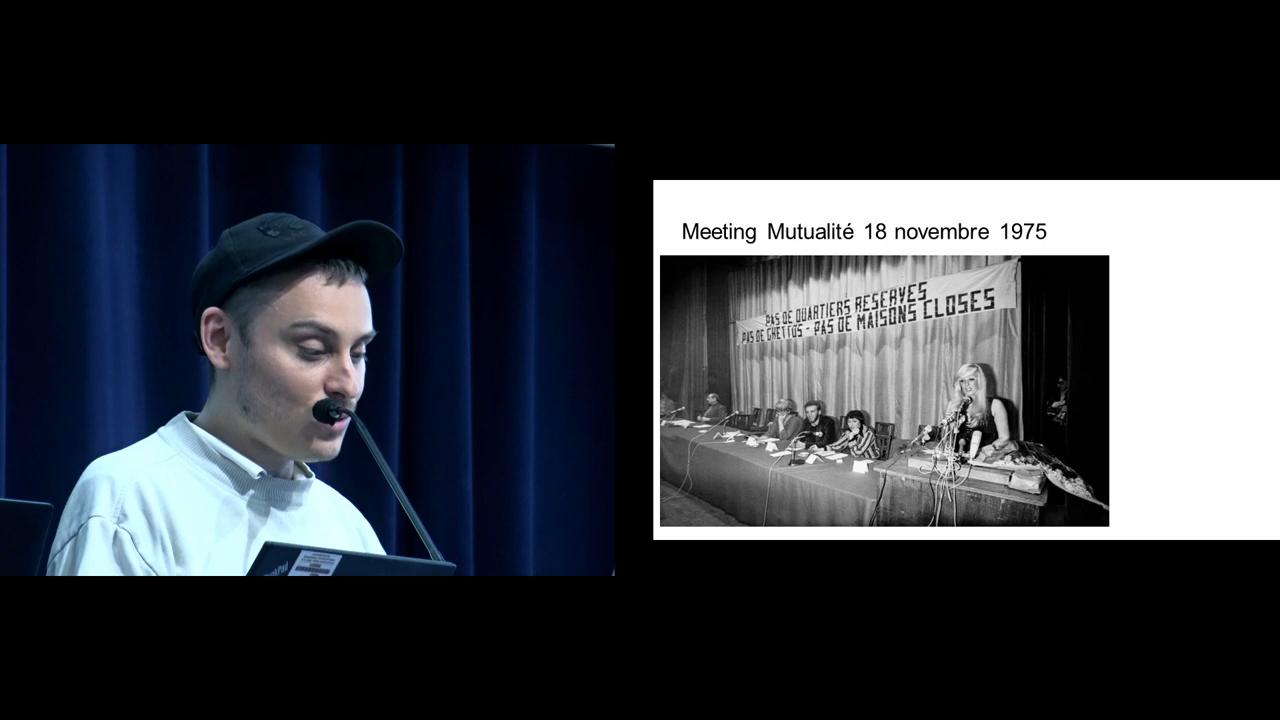 Meeting Mutualité 18 novembre 1975
PAS DE QUARTIERS RESERVES
PAS DE GHETTOS - PAS DE MAISONS CLOSES